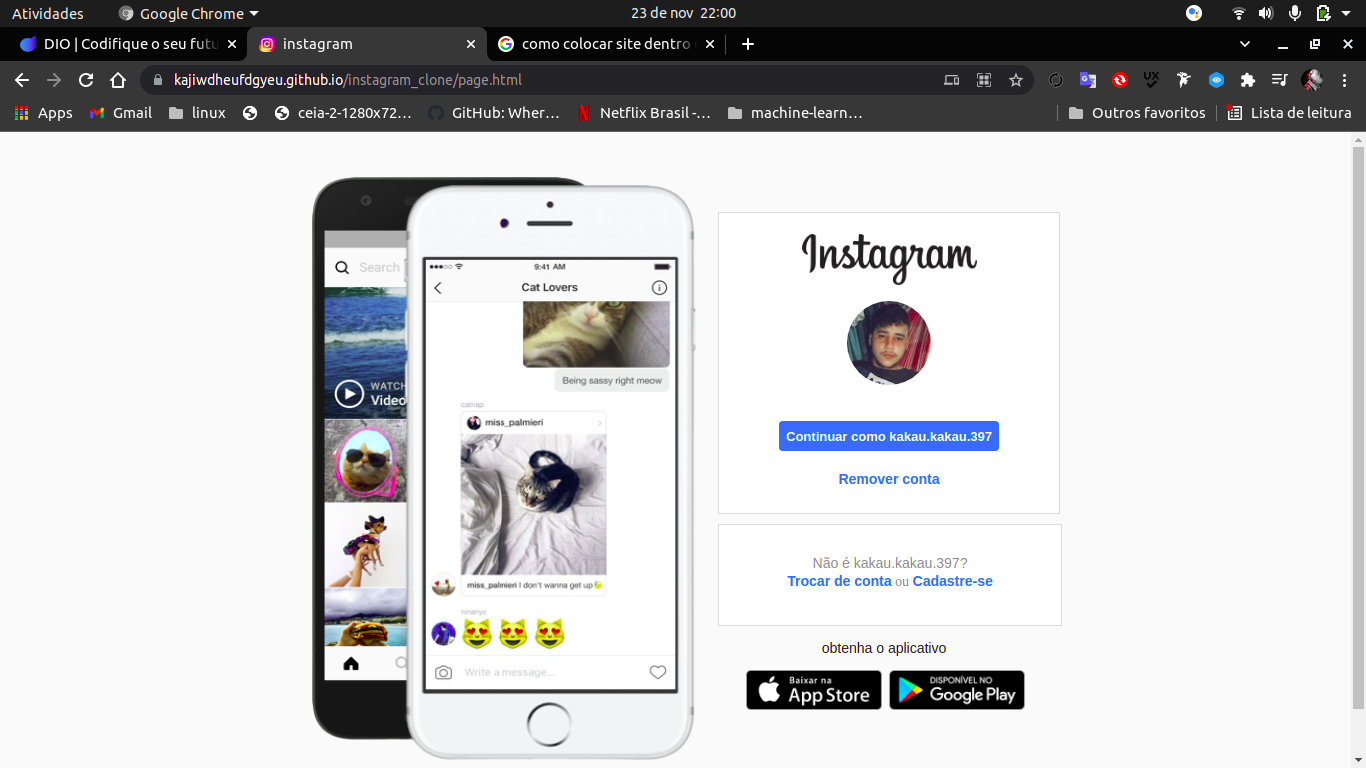 Atividades
Google Chrome
23 de nov 22:00
DIO | Codifique o seu futu
instagram
como colocar site dentro
kajiwdheufdgyeu.github.io/instagram_clone/page.html
Apps
Gmail
linux
ceia-2-1280x72…
GitHub: Wher…
Netflix Brasil -…
machine-learn…
Outros favoritos
Lista de leitura
Search
WATCH
Video
9:41 AM
Cat Lovers
Being sassy right meow
catnap
miss_palmieri
miss_palmieri I don't wanna get up
ninanyc
Write a message...
Instagram
Continuar como kakau.kakau.397
Remover conta
Não é kakau.kakau.397?
Trocar de conta ou Cadastre-se
obtenha o aplicativo
Baixar na
App Store
DISPONÍVEL NO
Google Play